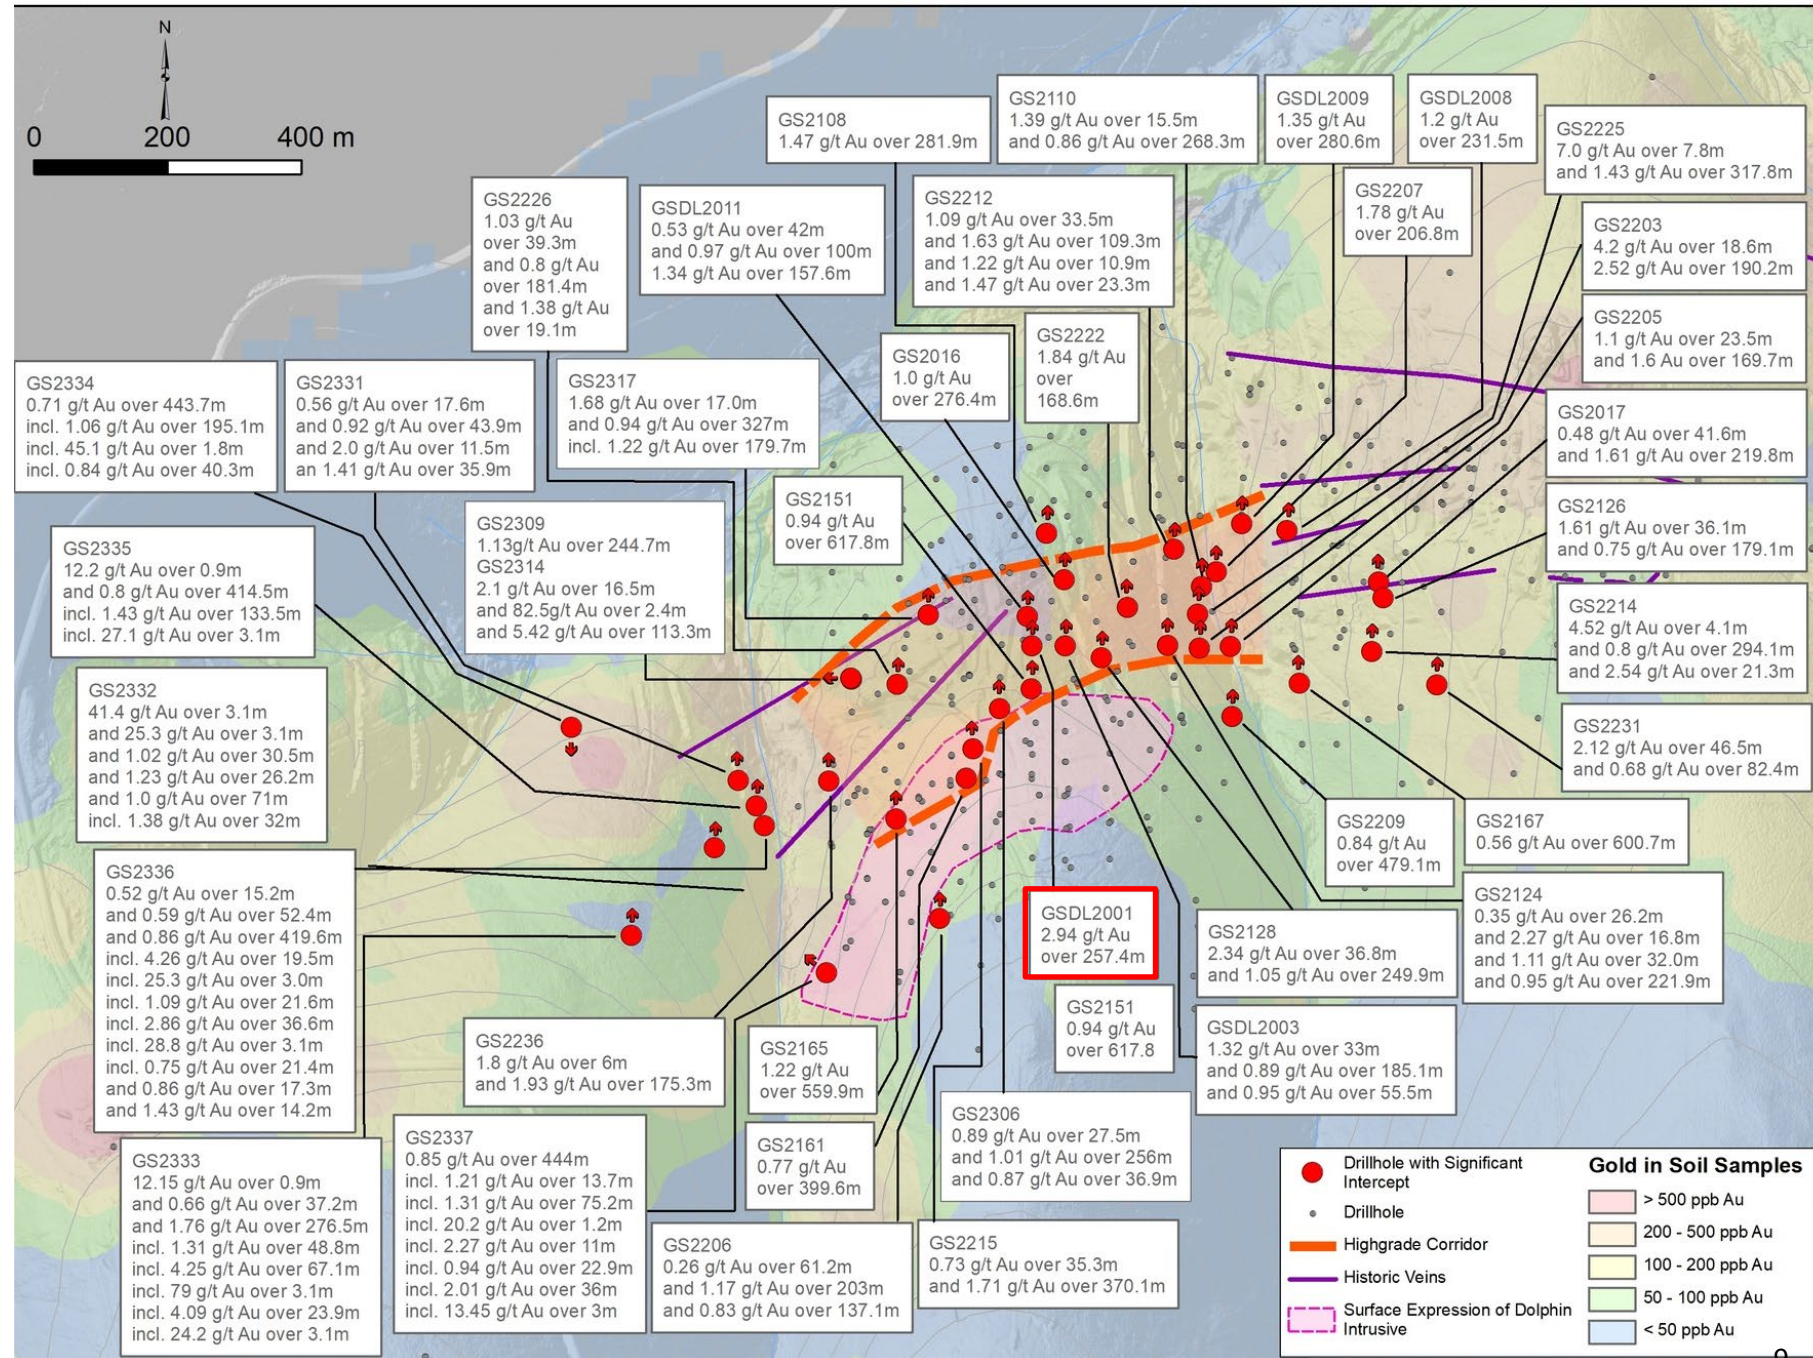 N
0 200 400 m
GS2108
1.47 g/t Au over 281.9m
GS2110
1.39 g/t Au over 15.5m
and 0.86 g/t Au over 268.3m
GSDL2009
1.35 g/t Au
over 280.6m
GSDL2008
1.2 g/t Au
over 231.5m
GS2225
7.0 g/t Au over 7.8m
and 1.43 g/t Au over 317.8m
GS2226
1.03 g/t Au
over 39.3m
and 0.8 g/t Au
over 181.4m
and 1.38 g/t Au
over 19.1m
GSDL2011
0.53 g/t Au over 42m
and 0.97 g/t Au over 100m
1.34 g/t Au over 157.6m
GS2212
1.09 g/t Au over 33.5m
and 1.63 g/t Au over 109.3m
and 1.22 g/t Au over 10.9m
and 1.47 g/t Au over 23.3m
GS2207
1.78 g/t Au
over 206.8m
GS2203
4.2 g/t Au over 18.6m
2.52 g/t Au over 190.2m
GS2205
1.1 g/t Au over 23.5m
and 1.6 Au over 169.7m
GS2016
1.0 g/t Au
over 276.4m
GS2222
1.84 g/t Au
over
168.6m
GS2334
0.71 g/t Au over 443.7m
incl. 1.06 g/t Au over 195.1m
incl. 45.1 g/t Au over 1.8m
incl. 0.84 g/t Au over 40.3m
GS2331
0.56 g/t Au over 17.6m
and 0.92 g/t Au over 43.9m
and 2.0 g/t Au over 11.5m
an 1.41 g/t Au over 35.9m
GS2317
1.68 g/t Au over 17.0m
and 0.94 g/t Au over 327m
incl. 1.22 g/t Au over 179.7m
GS2017
0.48 g/t Au over 41.6m
and 1.61 g/t Au over 219.8m
GS2151
0.94 g/t Au
over 617.8m
GS2126
1.61 g/t Au over 36.1m
and 0.75 g/t Au over 179.1m
GS2309
1.13g/t Au over 244.7m
GS2314
2.1 g/t Au over 16.5m
and 82.5g/t Au over 2.4m
and 5.42 g/t Au over 113.3m
GS2335
12.2 g/t Au over 0.9m
and 0.8 g/t Au over 414.5m
incl. 1.43 g/t Au over 133.5m
incl. 27.1 g/t Au over 3.1m
GS2214
4.52 g/t Au over 4.1m
and 0.8 g/t Au over 294.1m
and 2.54 g/t Au over 21.3m
GS2332
41.4 g/t Au over 3.1m
and 25.3 g/t Au over 3.1m
and 1.02 g/t Au over 30.5m
and 1.23 g/t Au over 26.2m
and 1.0 g/t Au over 71m
incl. 1.38 g/t Au over 32m
GS2231
2.12 g/t Au over 46.5m
and 0.68 g/t Au over 82.4m
GS2209
0.84 g/t Au
over 479.1m
GS2167
0.56 g/t Au over 600.7m
GS2336
0.52 g/t Au over 15.2m
and 0.59 g/t Au over 52.4m
and 0.86 g/t Au over 419.6m
incl. 4.26 g/t Au over 19.5m
incl. 25.3 g/t Au over 3.0m
incl. 1.09 g/t Au over 21.6m
incl. 2.86 g/t Au over 36.6m
incl. 28.8 g/t Au over 3.1m
incl. 0.75 g/t Au over 21.4m
and 0.86 g/t Au over 17.3m
and 1.43 g/t Au over 14.2m
GSDL2001
2.94 g/t Au
over 257.4m
GS2128
2.34 g/t Au over 36.8m
and 1.05 g/t Au over 249.9m
GS2124
0.35 g/t Au over 26.2m
and 2.27 g/t Au over 16.8m
and 1.11 g/t Au over 32.0m
and 0.95 g/t Au over 221.9m
GS2151
0.94 g/t Au
over 617.8
GSDL2003
1.32 g/t Au over 33m
and 0.89 g/t Au over 185.1m
and 0.95 g/t Au over 55.5m
GS2236
1.8 g/t Au over 6m
and 1.93 g/t Au over 175.3m
GS2165
1.22 g/t Au
over 559.9m
GS2306
0.89 g/t Au over 27.5m
and 1.01 g/t Au over 256m
and 0.87 g/t Au over 36.9m
GS2161
0.77 g/t Au
over 399.6m
GS2333
12.15 g/t Au over 0.9m
and 0.66 g/t Au over 37.2m
and 1.76 g/t Au over 276.5m
incl. 1.31 g/t Au over 48.8m
incl. 4.25 g/t Au over 67.1m
incl. 79 g/t Au over 3.1m
incl. 4.09 g/t Au over 23.9m
incl. 24.2 g/t Au over 3.1m
GS2337
0.85 g/t Au over 444m
incl. 1.21 g/t Au over 13.7m
incl. 1.31 g/t Au over 75.2m
incl. 20.2 g/t Au over 1.2m
incl. 2.27 g/t Au over 11m
incl. 0.94 g/t Au over 22.9m
incl. 2.01 g/t Au over 36m
incl. 13.45 g/t Au over 3m
GS2206
0.26 g/t Au over 61.2m
and 1.17 g/t Au over 203m
and 0.83 g/t Au over 137.1m
GS2215
0.73 g/t Au over 35.3m
and 1.71 g/t Au over 370.1m
Drillhole with Significant
Intercept
Drillhole
Highgrade Corridor
Historic Veins
Surface Expression of Dolphin
Intrusive
Gold in Soil Samples
> 500 ppb Au
200 - 500 ppb Au
100 - 200 ppb Au
50 - 100 ppb Au
< 50 ppb Au